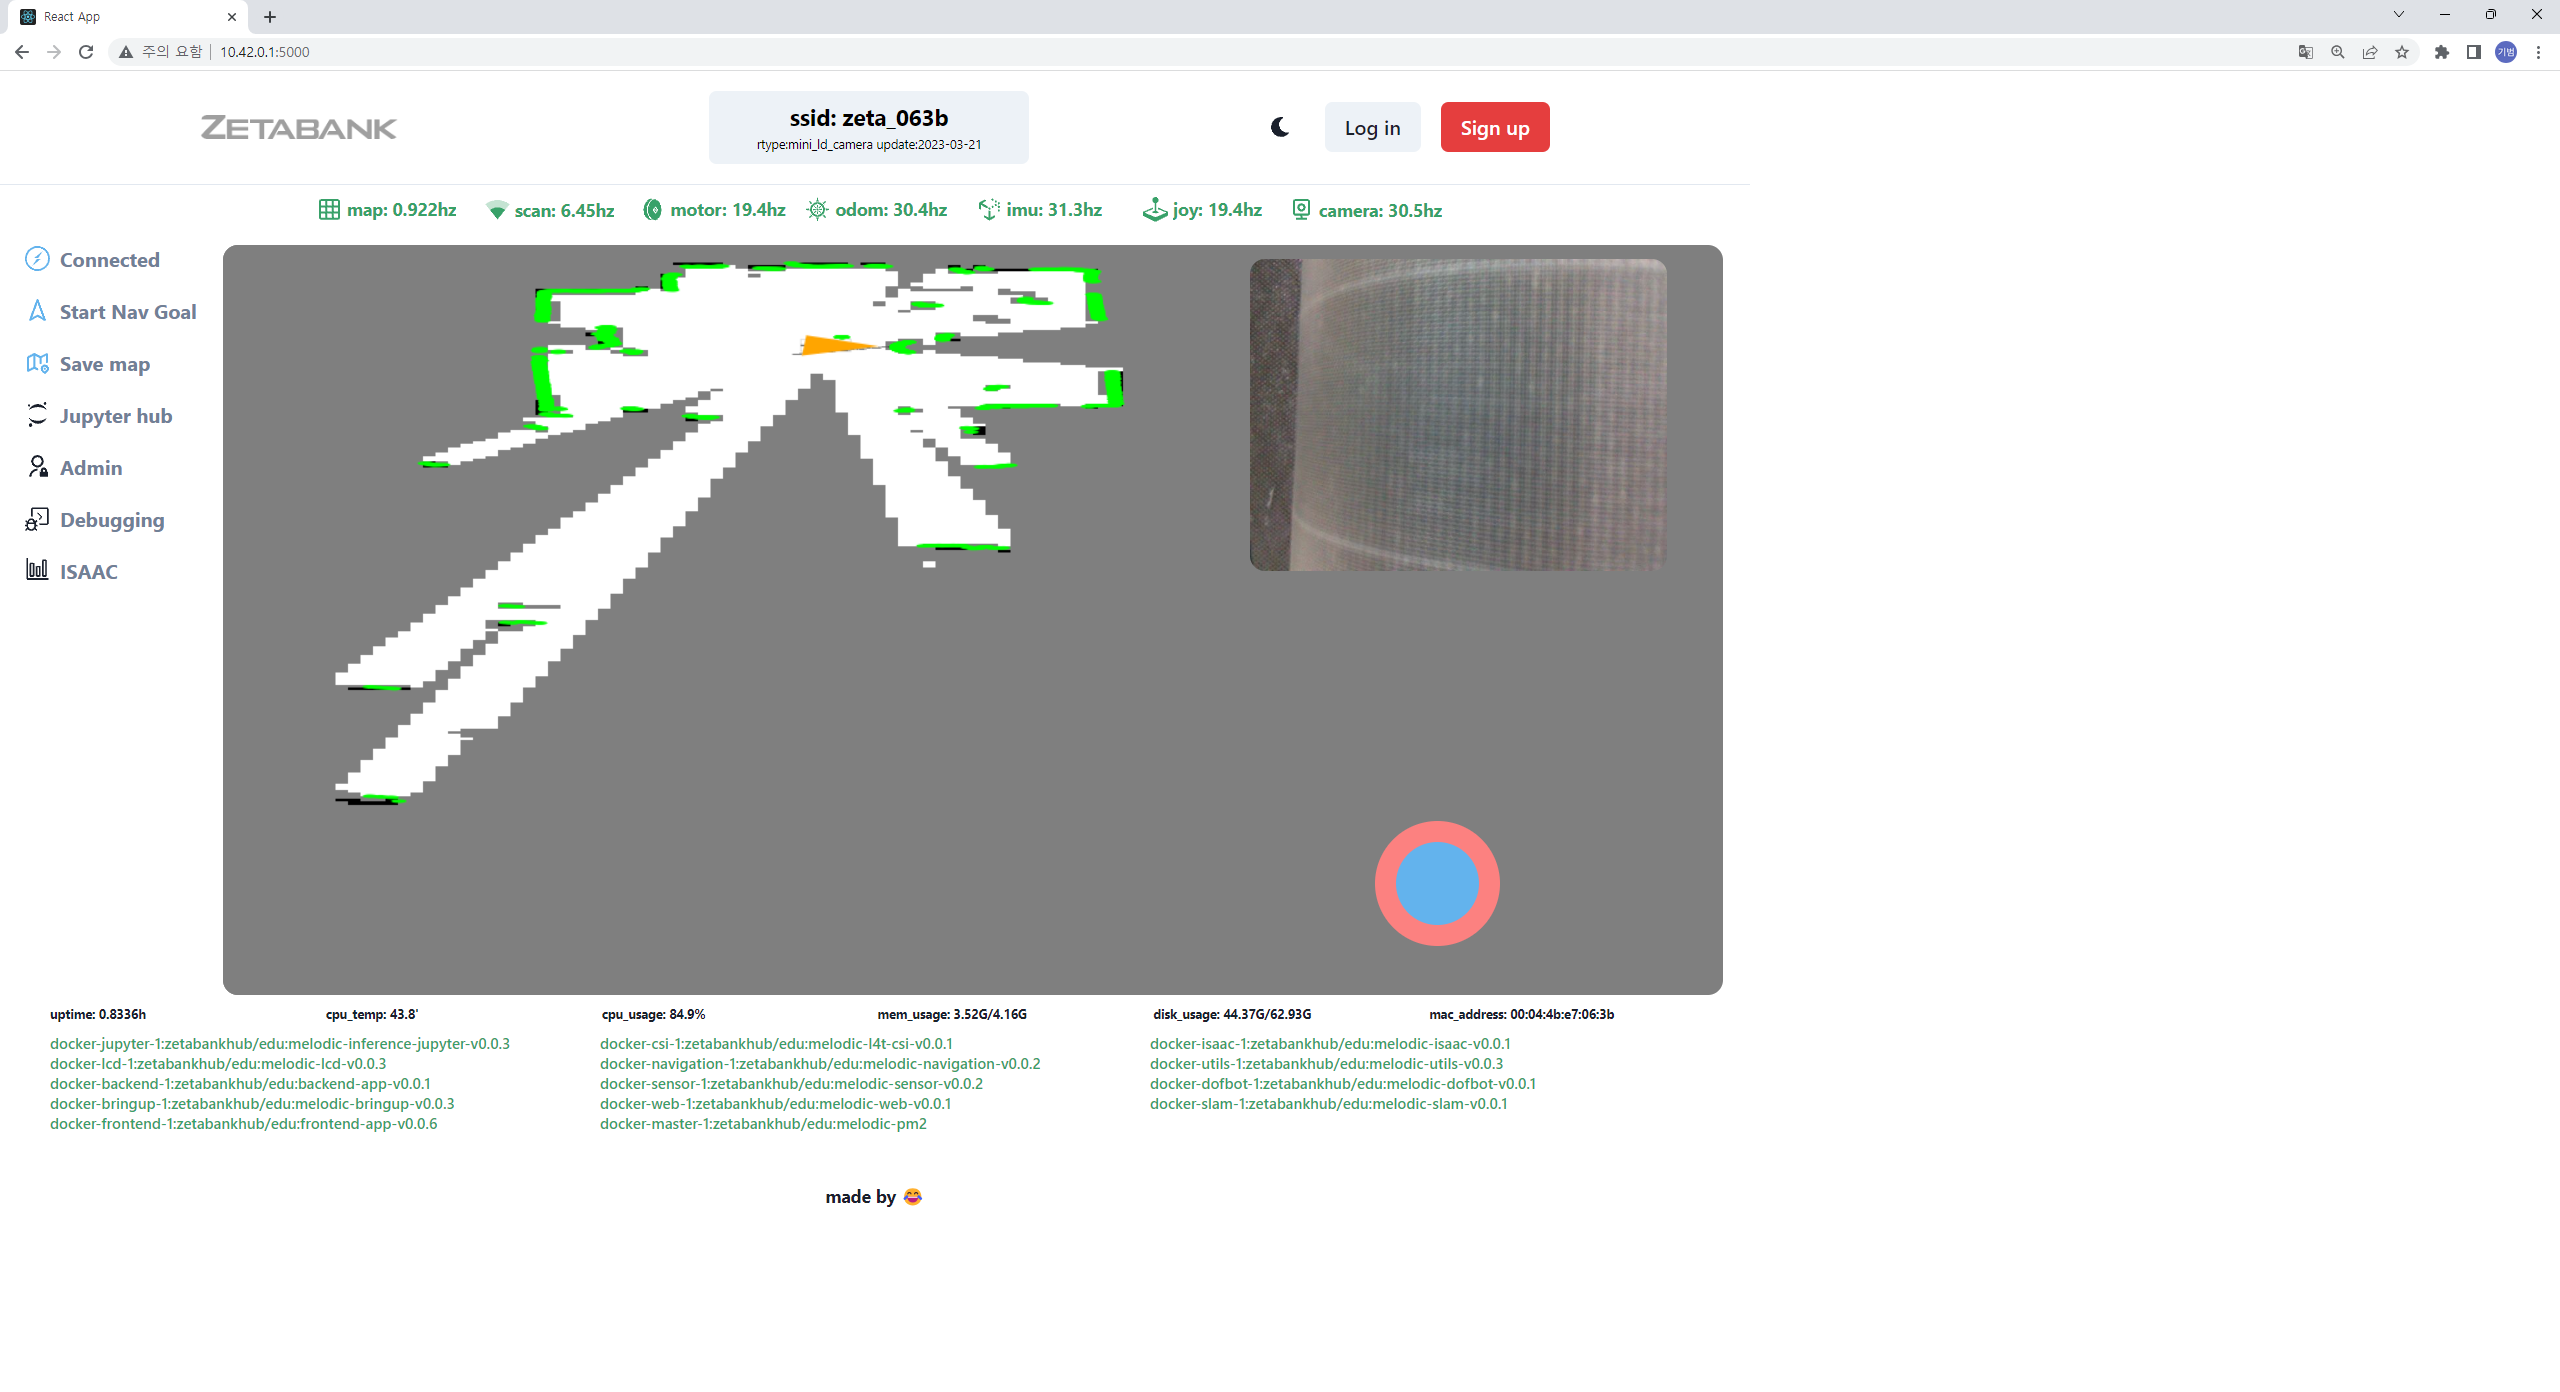 React App
주의 요함 | 10.42.0.1:5000
기범
ZETABANK
ssid: zeta_063b
rtype:mini_ld_camera update:2023-03-21
Log in
Sign up
map: 0.922hz
scan: 6.45hz
motor: 19.4hz
odom: 30.4hz
imu: 31.3hz
joy: 19.4hz
camera: 30.5hz
Connected
Start Nav Goal
Save map
Jupyter hub
Admin
Debugging
ISAAC
uptime: 0.8336h
cpu_temp: 43.8'
cpu_usage: 84.9%
mem_usage: 3.52G/4.16G
disk_usage: 44.37G/62.93G
mac_address: 00:04:4b:e7:06:3b
docker-jupyter-1:zetabankhub/edu:melodic-inference-jupyter-v0.0.3
docker-lcd-1:zetabankhub/edu:melodic-lcd-v0.0.3
docker-backend-1:zetabankhub/edu:backend-app-v0.0.1
docker-bringup-1:zetabankhub/edu:melodic-bringup-v0.0.3
docker-frontend-1:zetabankhub/edu:frontend-app-v0.0.6
docker-csi-1:zetabankhub/edu:melodic-l4t-csi-v0.0.1
docker-navigation-1:zetabankhub/edu:melodic-navigation-v0.0.2
docker-sensor-1:zetabankhub/edu:melodic-sensor-v0.0.2
docker-web-1:zetabankhub/edu:melodic-web-v0.0.1
docker-master-1:zetabankhub/edu:melodic-pm2
docker-isaac-1:zetabankhub/edu:melodic-isaac-v0.0.1
docker-utils-1:zetabankhub/edu:melodic-utils-v0.0.3
docker-dofbot-1:zetabankhub/edu:melodic-dofbot-v0.0.1
docker-slam-1:zetabankhub/edu:melodic-slam-v0.0.1
made by 😂